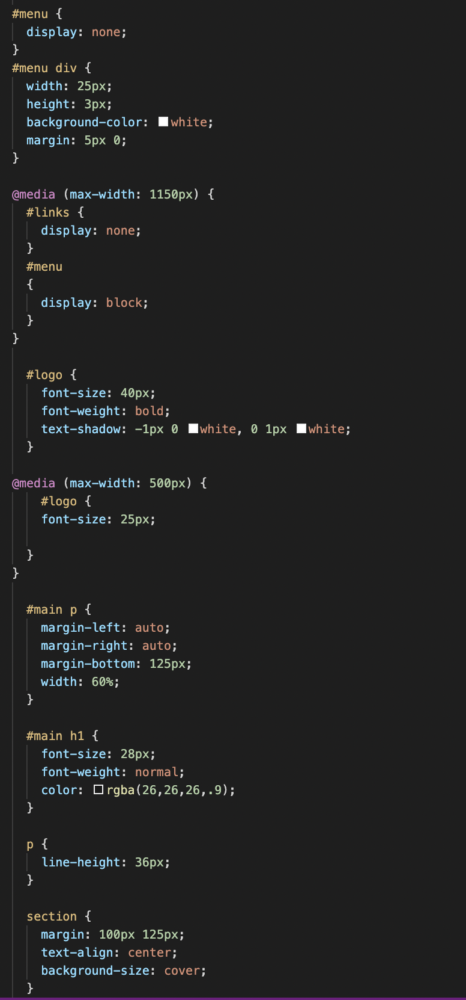 #menu {
  display: none;
}
#menu div {
  width: 25px;
  height: 3px;
  background-color: white;
  margin: 5px 0;
}

@media (max-width: 1150px) {
  #links {
    display: none;
  }
  #menu
  {
    display: block;
  }
}

  #logo {
    font-size: 40px;
    font-weight: bold;
    text-shadow: -1px 0 white, 0 1px white;
  }

@media (max-width: 500px) {
    #logo {
    font-size: 25px;

  }
}

  #main p {
    margin-left: auto;
    margin-right: auto;
    margin-bottom: 125px;
    width: 60%;
  }

  #main h1 {
    font-size: 28px;
    font-weight: normal;
    color: rgba(26,26,26,.9);
  }

  p {
    line-height: 36px;
  }

  section {
    margin: 100px 125px;
    text-align: center;
    background-size: cover;
  }